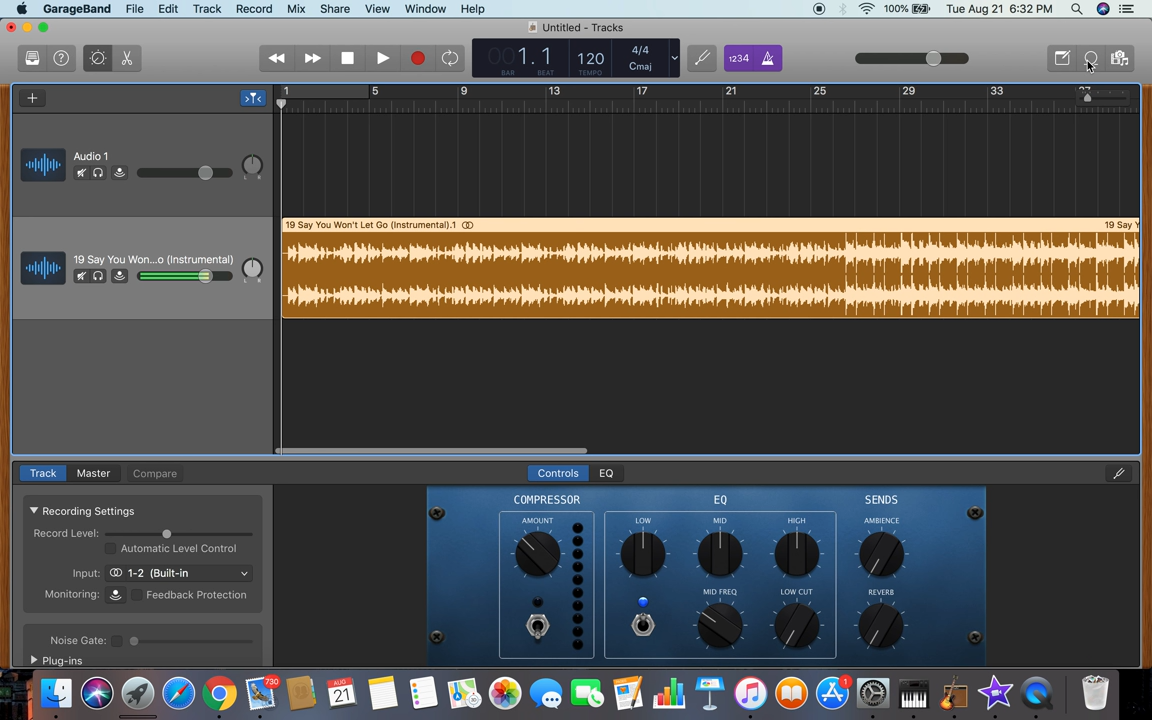 GarageBand File Edit Track Record Mix Share View Window Help 100% Tue Aug 21 6:32 PM
Untitled - Tracks
001.1 120 4/4 Cmaj 1234
BAR BEAT TEMPO
1 5 9 13 17 21 25 29 33 37
Audio 1
L R
19 Say You Won't Let Go (Instrumental).1 19 Say Y
19 Say You Won...o (Instrumental)
L R
Track Master Compare Controls EQ
Recording Settings
Record Level:
Automatic Level Control
Input: 1-2 (Built-in
Monitoring: Feedback Protection
Noise Gate:
Plug-ins
COMPRESSOR EQ SENDS
AMOUNT LOW MID HIGH AMBIENCE
MID FREQ LOW CUT REVERB
730
AUG
21
1